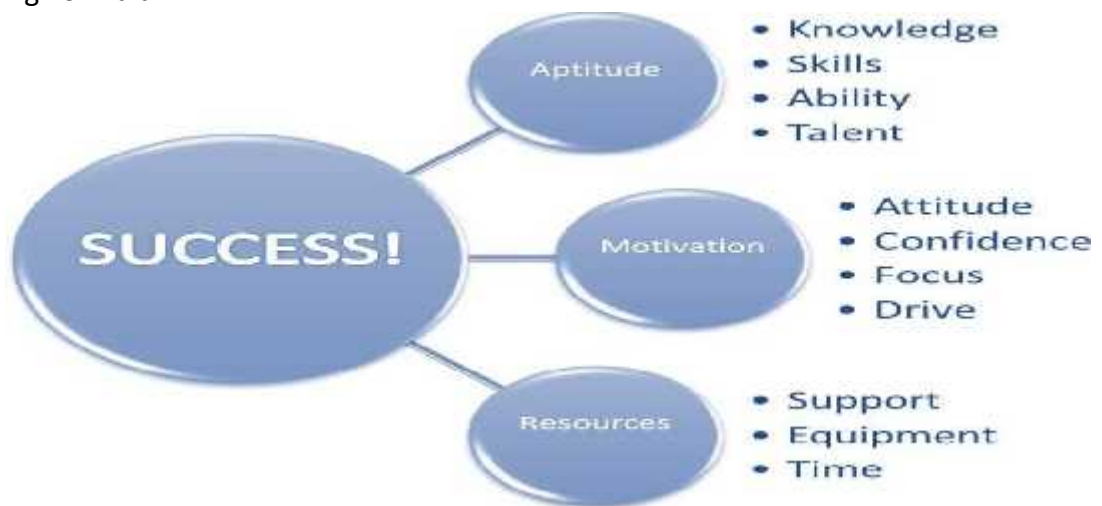 SUCCESS!
Aptitude
• Knowledge
• Skills
• Ability
• Talent
Motivation
• Attitude
• Confidence
• Focus
• Drive
Resources
• Support
• Equipment
• Time